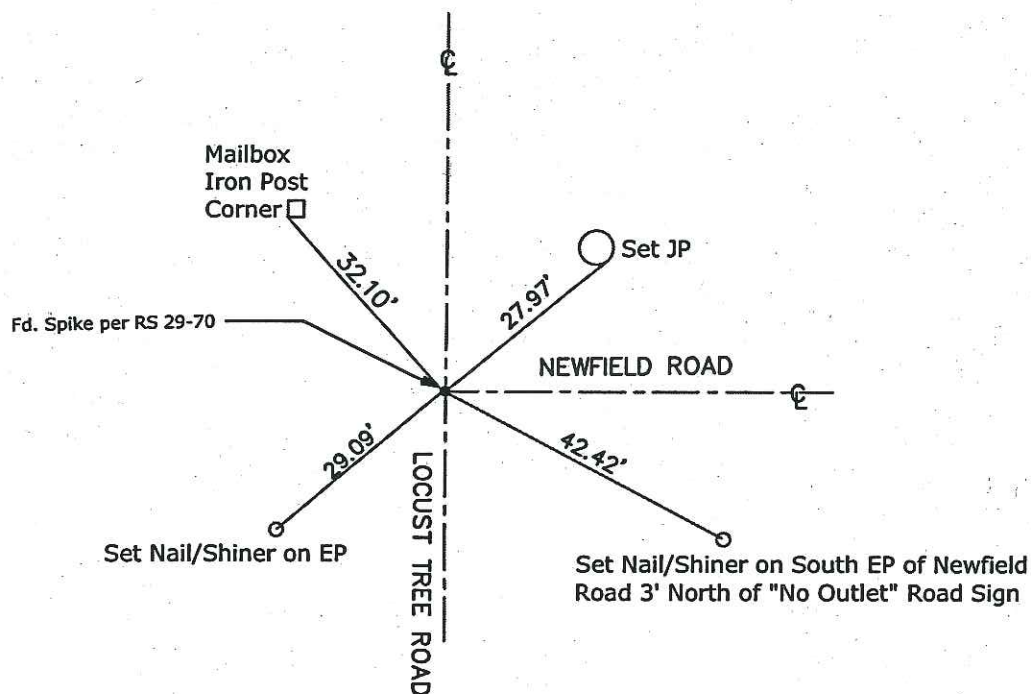 ℄
Mailbox
Iron Post
Corner
32.10'
Set JP
27.97'
Fd. Spike per RS 29-70
NEWFIELD ROAD
℄
29.09'
42.42'
LOCUST TREE ROAD
Set Nail/Shiner on EP
Set Nail/Shiner on South EP of Newfield
Road 3' North of "No Outlet" Road Sign